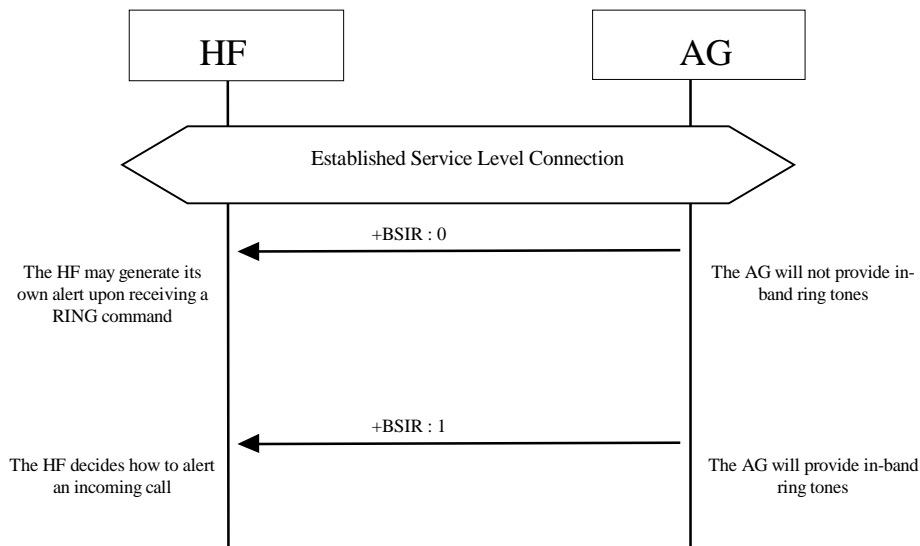 HF
AG
Established Service Level Connection
+BSIR : 0
The HF may generate its
own alert upon receiving a
RING command
The AG will not provide in-
band ring tones
+BSIR : 1
The HF decides how to alert
an incoming call
The AG will provide in-band
ring tones